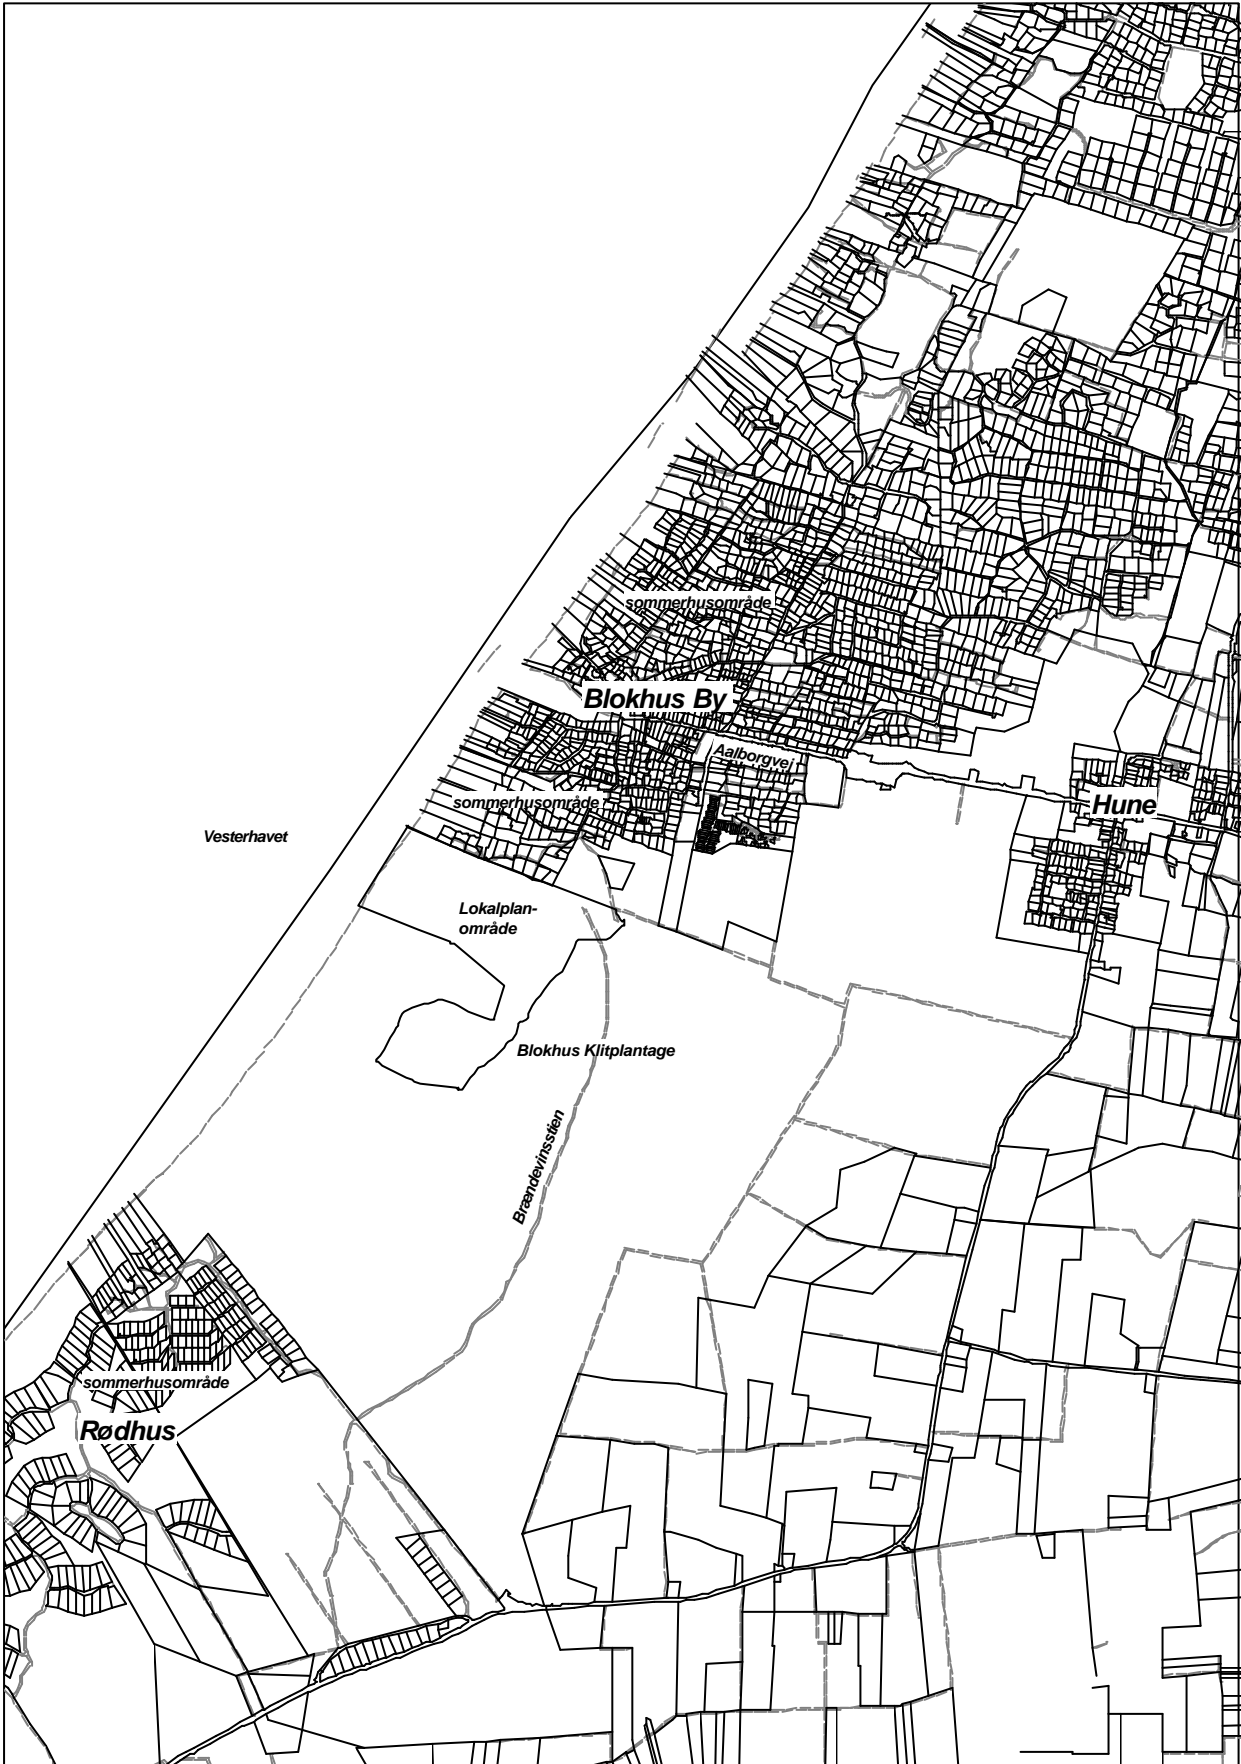 sommerhusområde
Blokhus By
Aalborgvej
sommerhusområde
Hune
Vesterhavet
Lokalplan-
område
Blokhus Klitplantage
Brændevinsstien
sommerhusområde
Rødhus